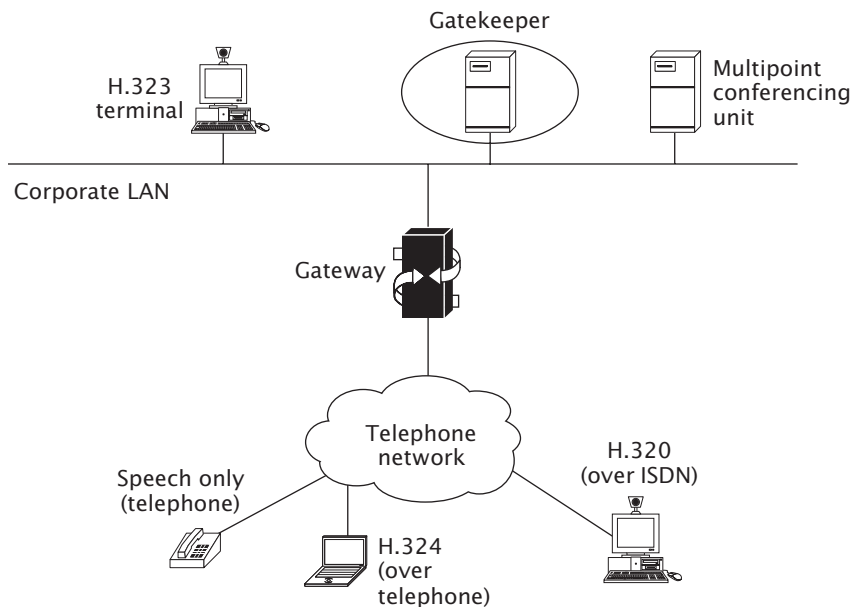 Gatekeeper
H.323
terminal
Multipoint
conferencing
unit
Corporate LAN
Gateway
Telephone
network
H.320
(over ISDN)
Speech only
(telephone)
H.324
(over
telephone)